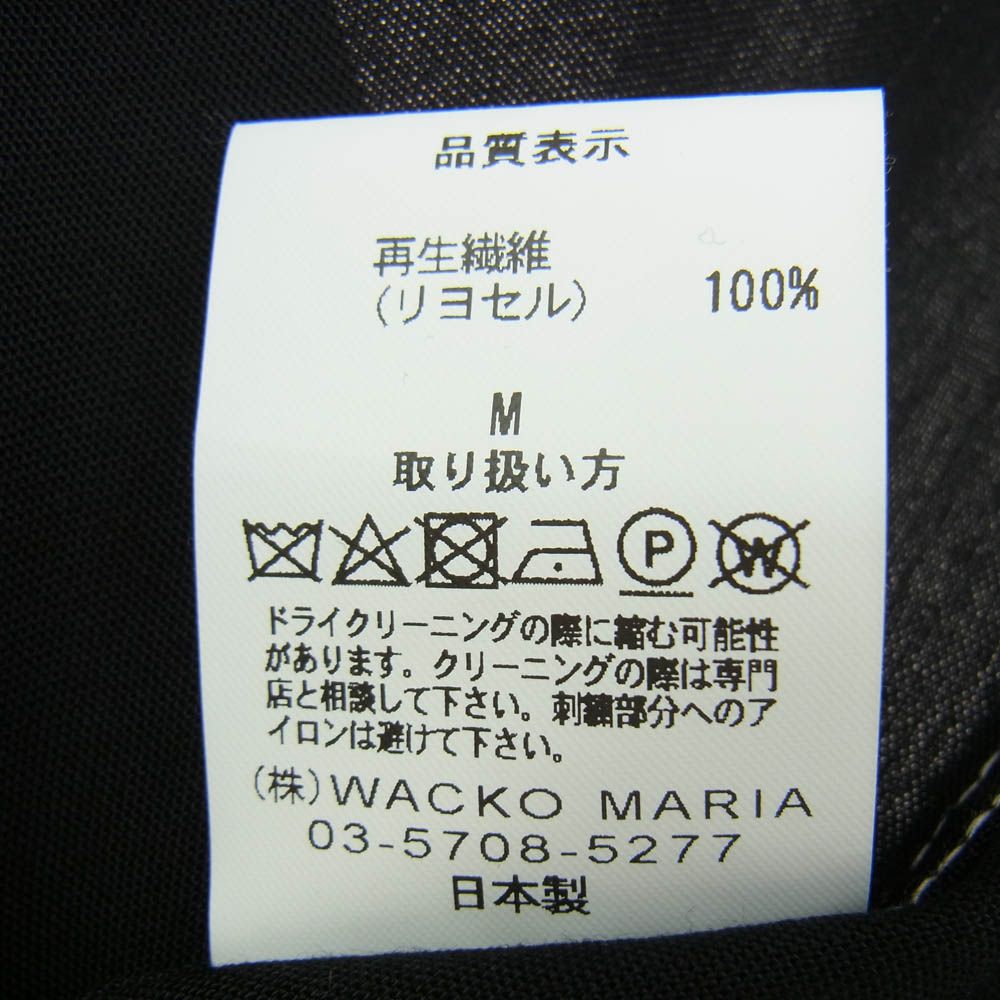 品質表示
再生繊維
(リヨセル) 100%
M
取り扱い方
P W
ドライクリーニングの際に縮む可能性
があります。クリーニングの際は専門
店と相談して下さい。刺繍部分へのア
イロンは避けて下さい。
(株)WACKO MARIA
03-5708-5277
日本製